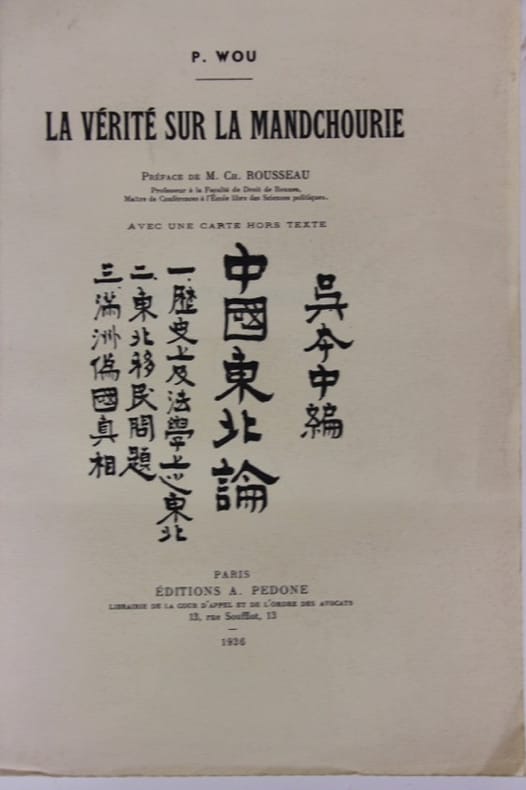 P. WOU
LA VÉRITÉ SUR LA MANDCHOURIE
PRÉFACE DE M. CH. ROUSSEAU
Professeur à la Faculté de Droit de Rennes,
Maître de Conférences à l'École libre des Sciences politiques.
AVEC UNE CARTE HORS TEXTE
吳本中編
中國東北論
一.歷史上及法學上之東北
二.東北移民問題
三.滿洲偽國真相
PARIS
ÉDITIONS A. PEDONE
LIBRAIRIE DE LA COUR D'APPEL ET DE L'ORDRE DES AVOCATS
13, rue Soufflot, 13
1936